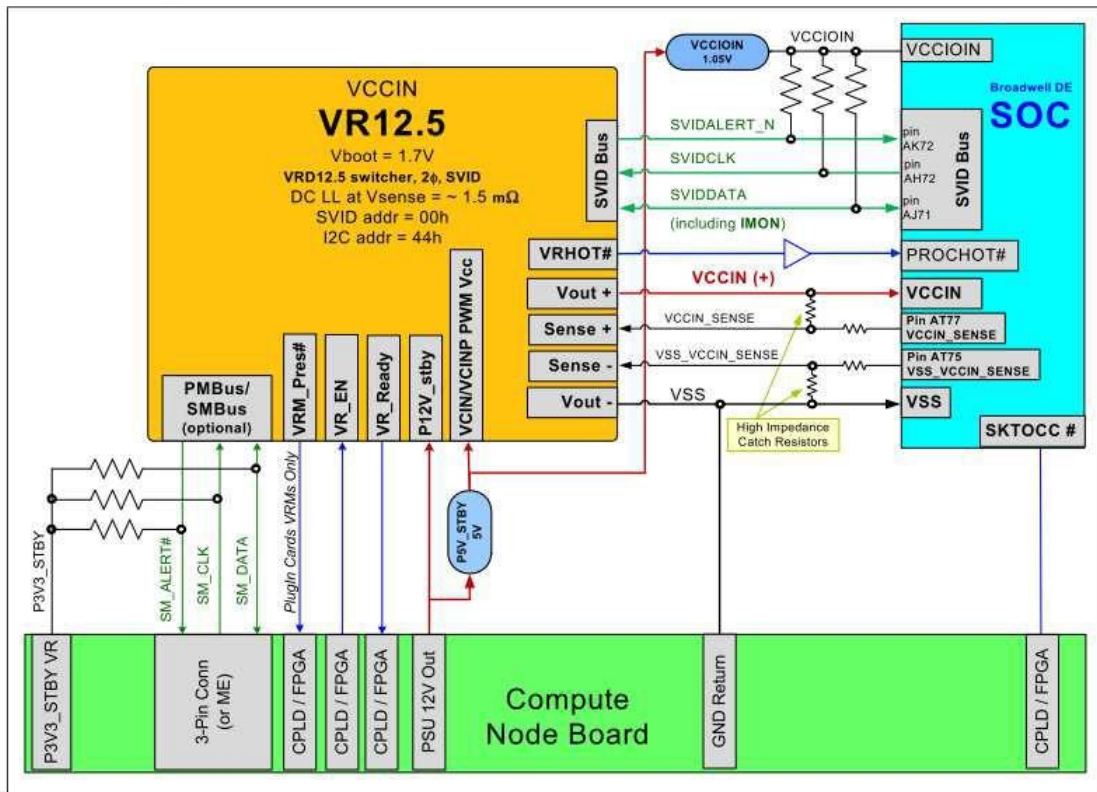 VCCIN
VR12.5
Vboot = 1.7V
VRD12.5 switcher, 2ϕ, SVID
DC LL at Vsense = ~ 1.5 mΩ
SVID addr = 00h
I2C addr = 44h
VCCIOIN
1.05V
VCCIOIN
VCCIOIN
Broadwell DE
SOC
SVID Bus
SVIDALERT_N
SVIDCLK
SVIDDATA
(including IMON)
pin
AK72
pin
AH72
pin
AJ71
SVID Bus
VRHOT#
PROCHOT#
Vout +
VCCIN (+)
VCCIN
Sense +
VCCIN_SENSE
Pin AT77
VCCIN_SENSE
Sense -
VSS_VCCIN_SENSE
Pin AT75
VSS_VCCIN_SENSE
Vout -
VSS
VSS
High Impedance
Catch Resistors
SKTOCC #
PMBus/
SMBus
(optional)
VRM_Pres#
VR_EN
VR_Ready
P12V_stby
VCIN/VCINP PWM Vcc
P3V3_STBY
SM_ALERT#
SM_CLK
SM_DATA
PlugIn Cards VRMs Only
P5V_STBY
5V
P3V3_STBY VR
3-Pin Conn
(or ME)
CPLD / FPGA
CPLD / FPGA
CPLD / FPGA
PSU 12V Out
Compute
Node Board
GND Return
CPLD / FPGA